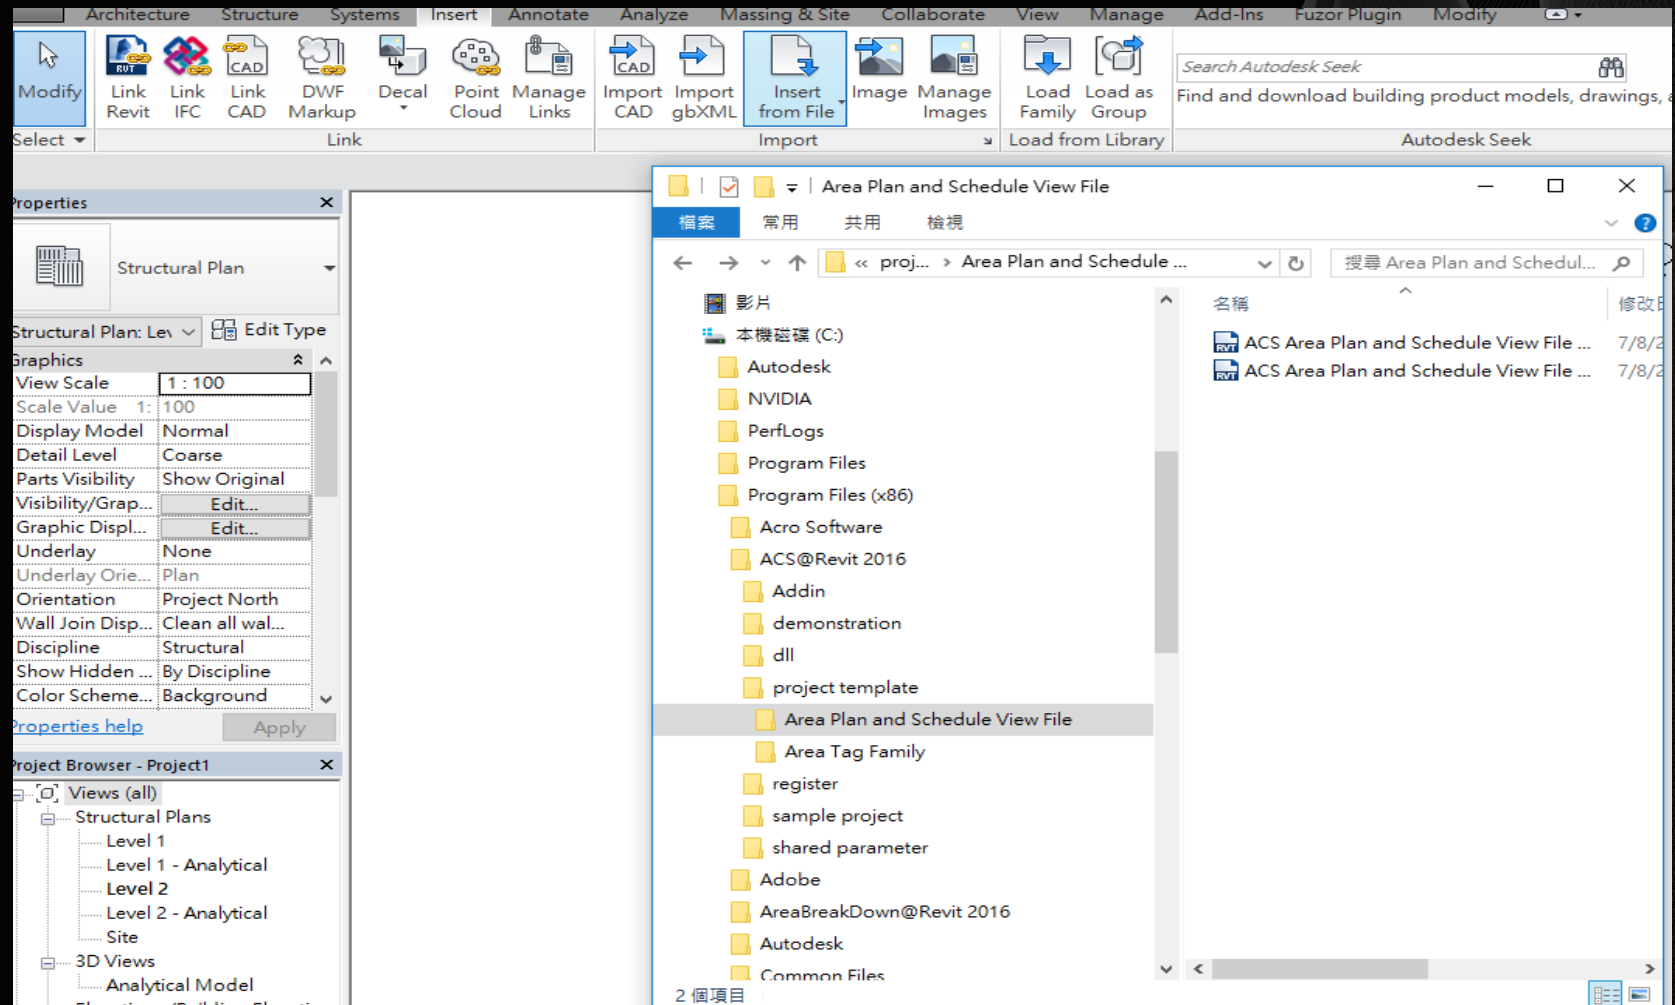 Architecture Structure Systems Insert Annotate Analyze Massing & Site Collaborate View Manage Add-Ins Fuzor Plugin Modify
Modify
Link Revit
Link IFC
Link CAD
DWF Markup
Decal
Point Cloud
Manage Links
Import CAD
Import gbXML
Insert from File
Image
Manage Images
Load Family
Load as Group
Search Autodesk Seek
Find and download building product models, drawings,
Select
Link
Import
Load from Library
Autodesk Seek
Properties
Structural Plan
Structural Plan: Lev
Edit Type
Graphics
View Scale 1 : 100
Scale Value 1: 100
Display Model Normal
Detail Level Coarse
Parts Visibility Show Original
Visibility/Grap... Edit...
Graphic Displ... Edit...
Underlay None
Underlay Orie... Plan
Orientation Project North
Wall Join Disp... Clean all wal...
Discipline Structural
Show Hidden ... By Discipline
Color Scheme... Background
Properties help Apply
Project Browser - Project1
Views (all)
Structural Plans
Level 1
Level 1 - Analytical
Level 2
Level 2 - Analytical
Site
3D Views
Analytical Model
Area Plan and Schedule View File
檔案 常用 共用 檢視
« proj... › Area Plan and Schedule ...
搜尋 Area Plan and Schedul...
影片
本機磁碟 (C:)
Autodesk
NVIDIA
PerfLogs
Program Files
Program Files (x86)
Acro Software
ACS@Revit 2016
Addin
demonstration
dll
project template
Area Plan and Schedule View File
Area Tag Family
register
sample project
shared parameter
Adobe
AreaBreakDown@Revit 2016
Autodesk
Common Files
名稱 修改
ACS Area Plan and Schedule View File ... 7/8/2
ACS Area Plan and Schedule View File ... 7/8/2
2 個項目